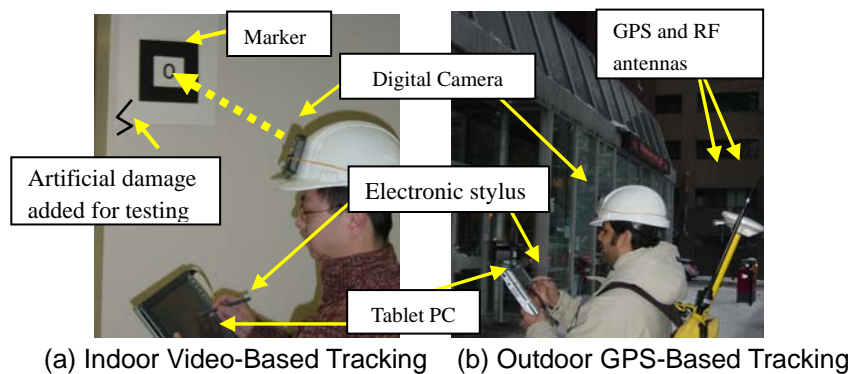 Marker
GPS and RF
antennas
Digital Camera
0
Artificial damage
added for testing
Electronic stylus
Tablet PC
(a) Indoor Video-Based Tracking
(b) Outdoor GPS-Based Tracking